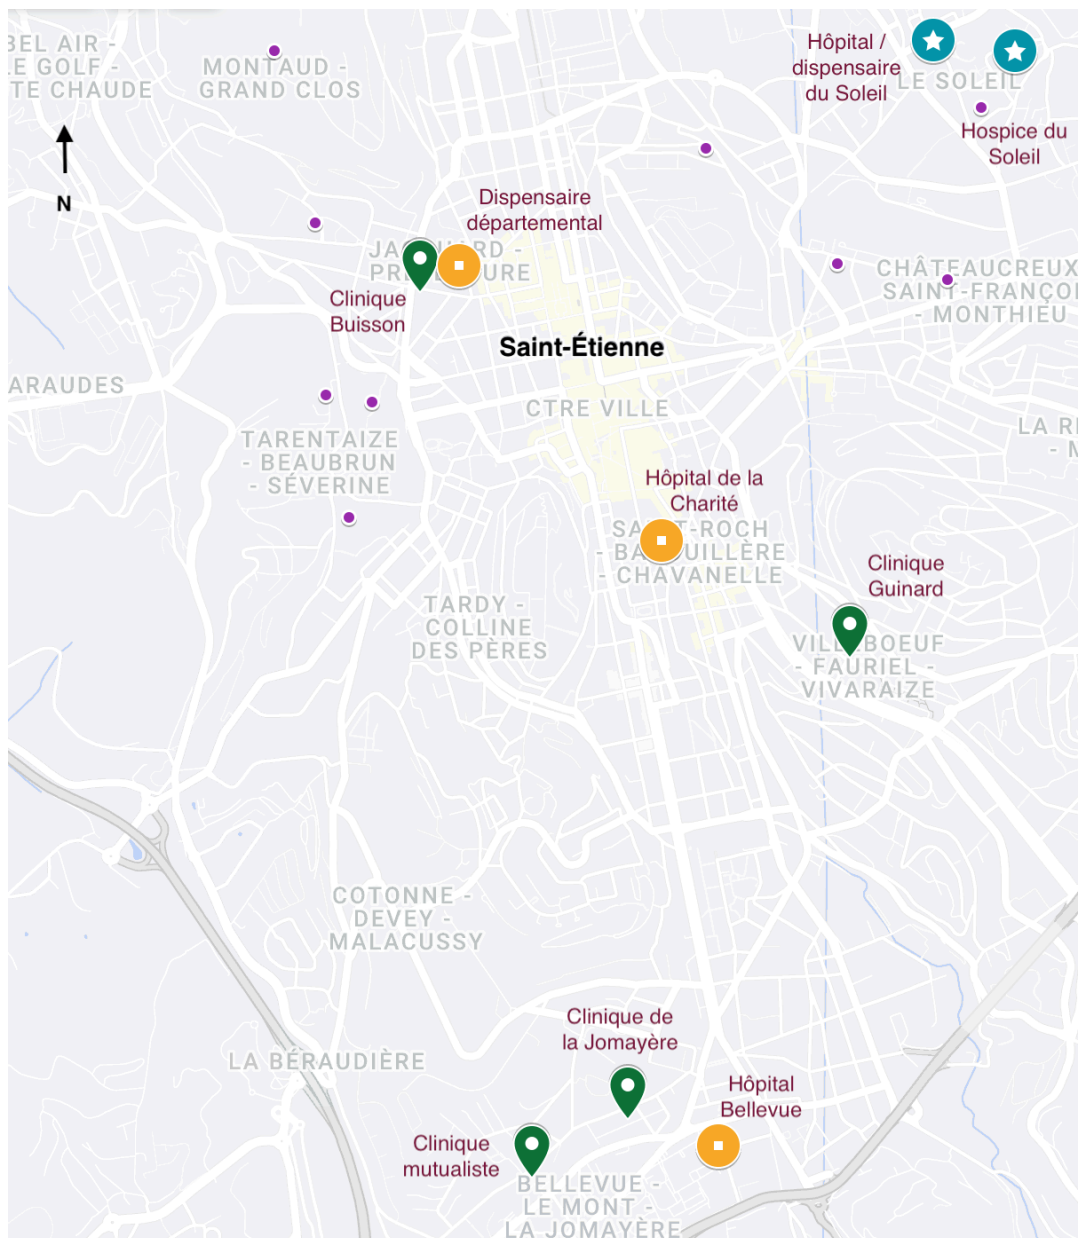 BEL AIR -
LE GOLF -
TE CHAUDE
MONTAUD -
GRAND CLOS
Hôpital /
dispensaire
du Soleil
LE SOLEIL
Hospice du
Soleil
N
Dispensaire
départemental
Clinique
Buisson
CHÂTEAUCREUX
SAINT-FRANÇOI
- MONTHIEU
Saint-Étienne
ARAUDES
CTRE VILLE
TARENTAIZE
- BEAUBRUN
- SÉVERINE
LA RI
- M
Hôpital de la
Charité
- CHAVANELLE
Clinique
Guinard
TARDY -
COLLINE
DES PÈRES
VILLEBOEUF
- FAURIEL -
VIVARAIZE
COTONNE -
DEVEY -
MALACUSSY
LA BÉRAUDIÈRE
Clinique de
la Jomayère
Hôpital
Bellevue
Clinique
mutualiste
BELLEVUE -
LE MONT -
LA JOMAYÈRE